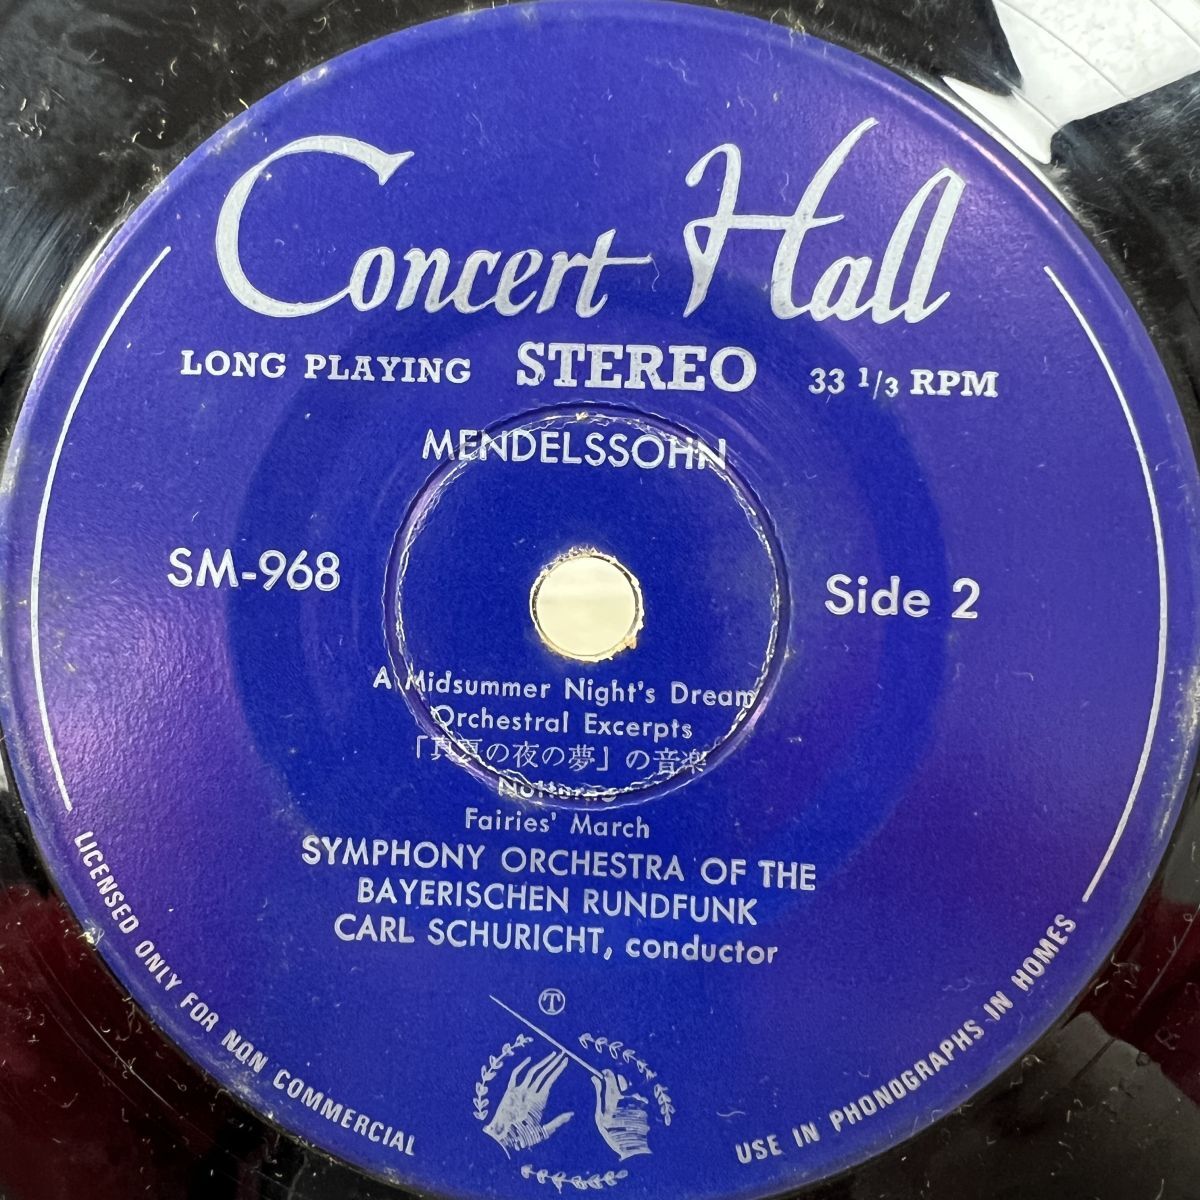 Concert Hall
LONG PLAYING STEREO 33 1/3 RPM
MENDELSSOHN
SM-968
Side 2
A Midsummer Night's Dream
Orchestral Excerpts
「真夏の夜の夢」の音楽
Notturno
Fairies' March
SYMPHONY ORCHESTRA OF THE
BAYERISCHEN RUNDFUNK
CARL SCHURICHT, conductor
Ⓣ
LICENSED ONLY FOR NON COMMERCIAL
USE IN PHONOGRAPHS IN HOMES